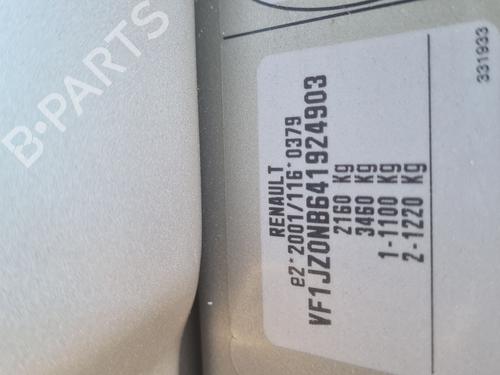 B-PARTS
RENAULT
e2*2001/116*0379
VF1JZ0NB641924903
2160 Kg
3460 Kg
1-1100 Kg
2-1220 Kg
331933